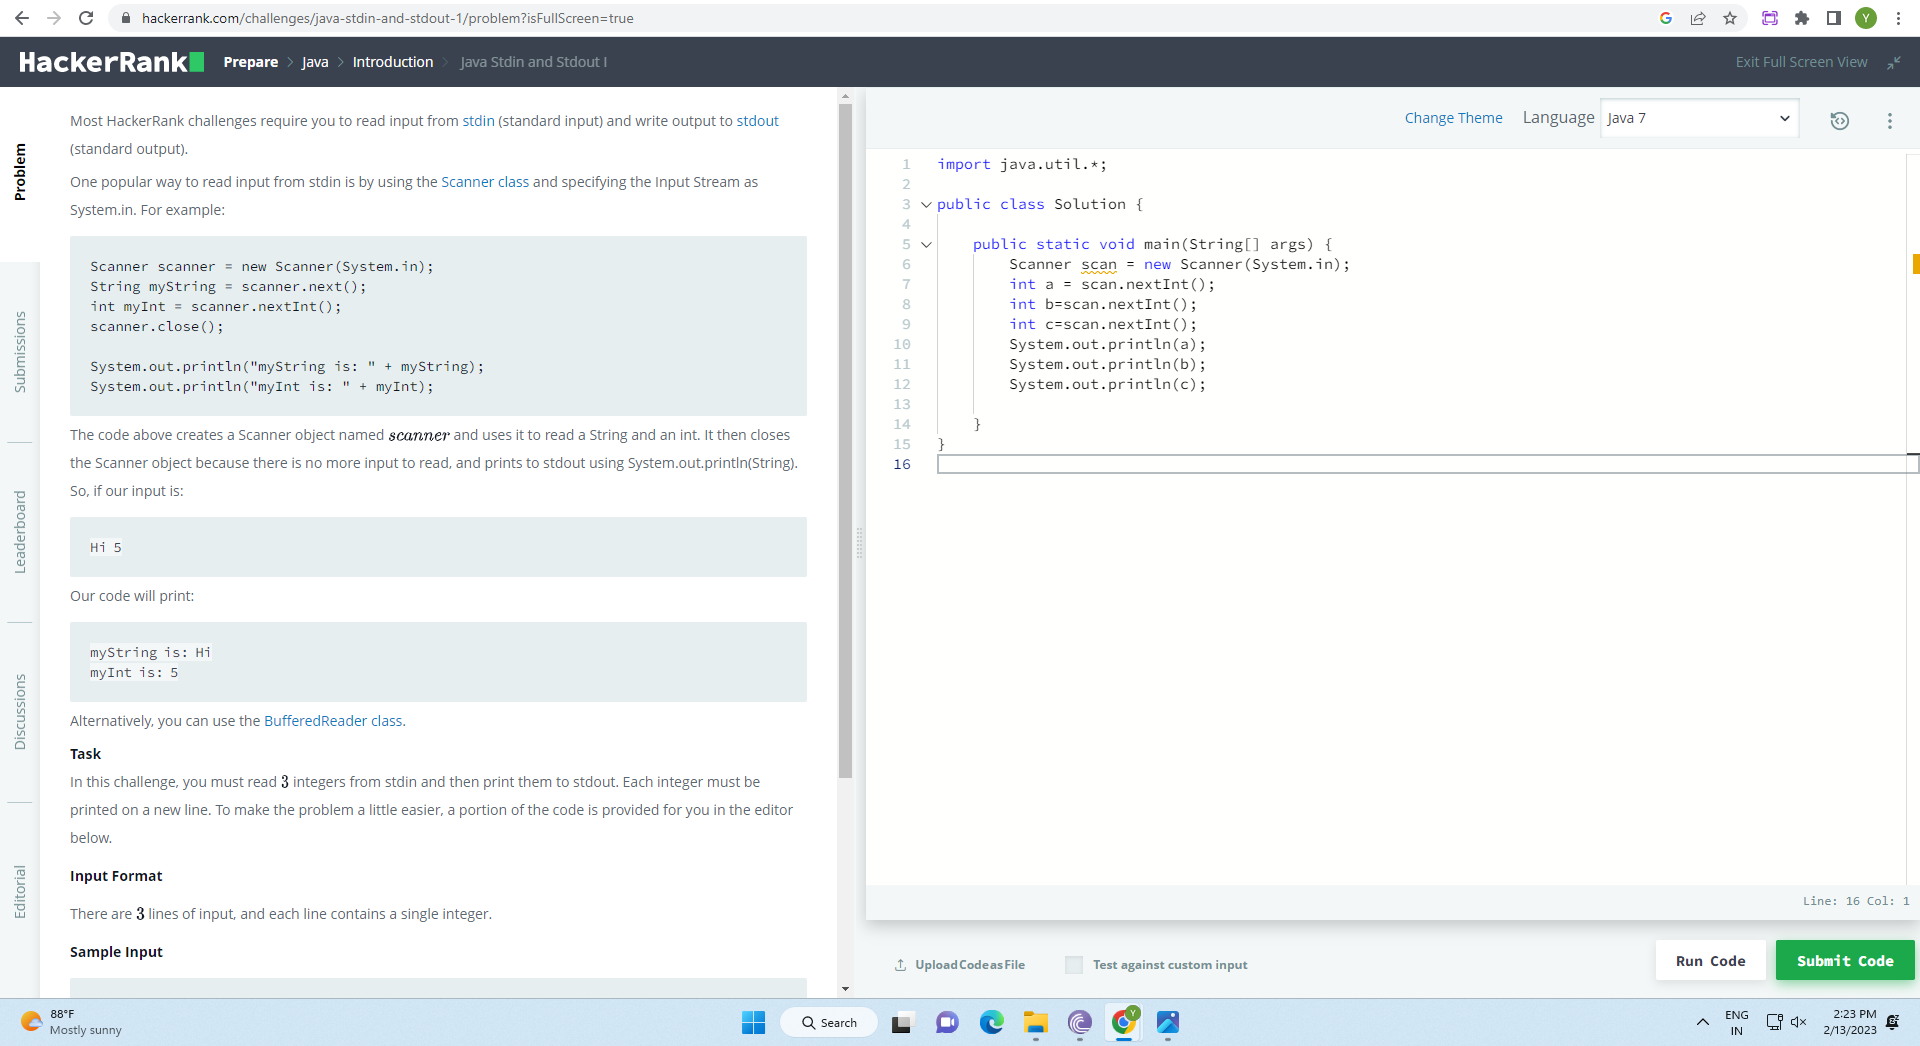 hackerrank.com/challenges/java-stdin-and-stdout-1/problem?isFullScreen=true
Y
HackerRank
Prepare > Java > Introduction > Java Stdin and Stdout I
Exit Full Screen View
Problem
Submissions
Leaderboard
Discussions
Editorial
Most HackerRank challenges require you to read input from stdin (standard input) and write output to stdout
(standard output).
One popular way to read input from stdin is by using the Scanner class and specifying the Input Stream as
System.in. For example:
Scanner scanner = new Scanner(System.in);
String myString = scanner.next();
int myInt = scanner.nextInt();
scanner.close();
System.out.println("myString is: " + myString);
System.out.println("myInt is: " + myInt);
The code above creates a Scanner object named scanner and uses it to read a String and an int. It then closes
the Scanner object because there is no more input to read, and prints to stdout using System.out.println(String).
So, if our input is:
Hi 5
Our code will print:
myString is: Hi
myInt is: 5
Alternatively, you can use the BufferedReader class.
Task
In this challenge, you must read 3 integers from stdin and then print them to stdout. Each integer must be
printed on a new line. To make the problem a little easier, a portion of the code is provided for you in the editor
below.
Input Format
There are 3 lines of input, and each line contains a single integer.
Sample Input
Change Theme Language Java 7
1 import java.util.*;
2
3 public class Solution {
4
5 public static void main(String[] args) {
6 Scanner scan = new Scanner(System.in);
7 int a = scan.nextInt();
8 int b=scan.nextInt();
9 int c=scan.nextInt();
10 System.out.println(a);
11 System.out.println(b);
12 System.out.println(c);
13
14 }
15 }
16
Line: 16 Col: 1
Upload Code as File
Test against custom input
Run Code
Submit Code
88°F
Mostly sunny
Search
Y
ENG
IN
2:23 PM
2/13/2023